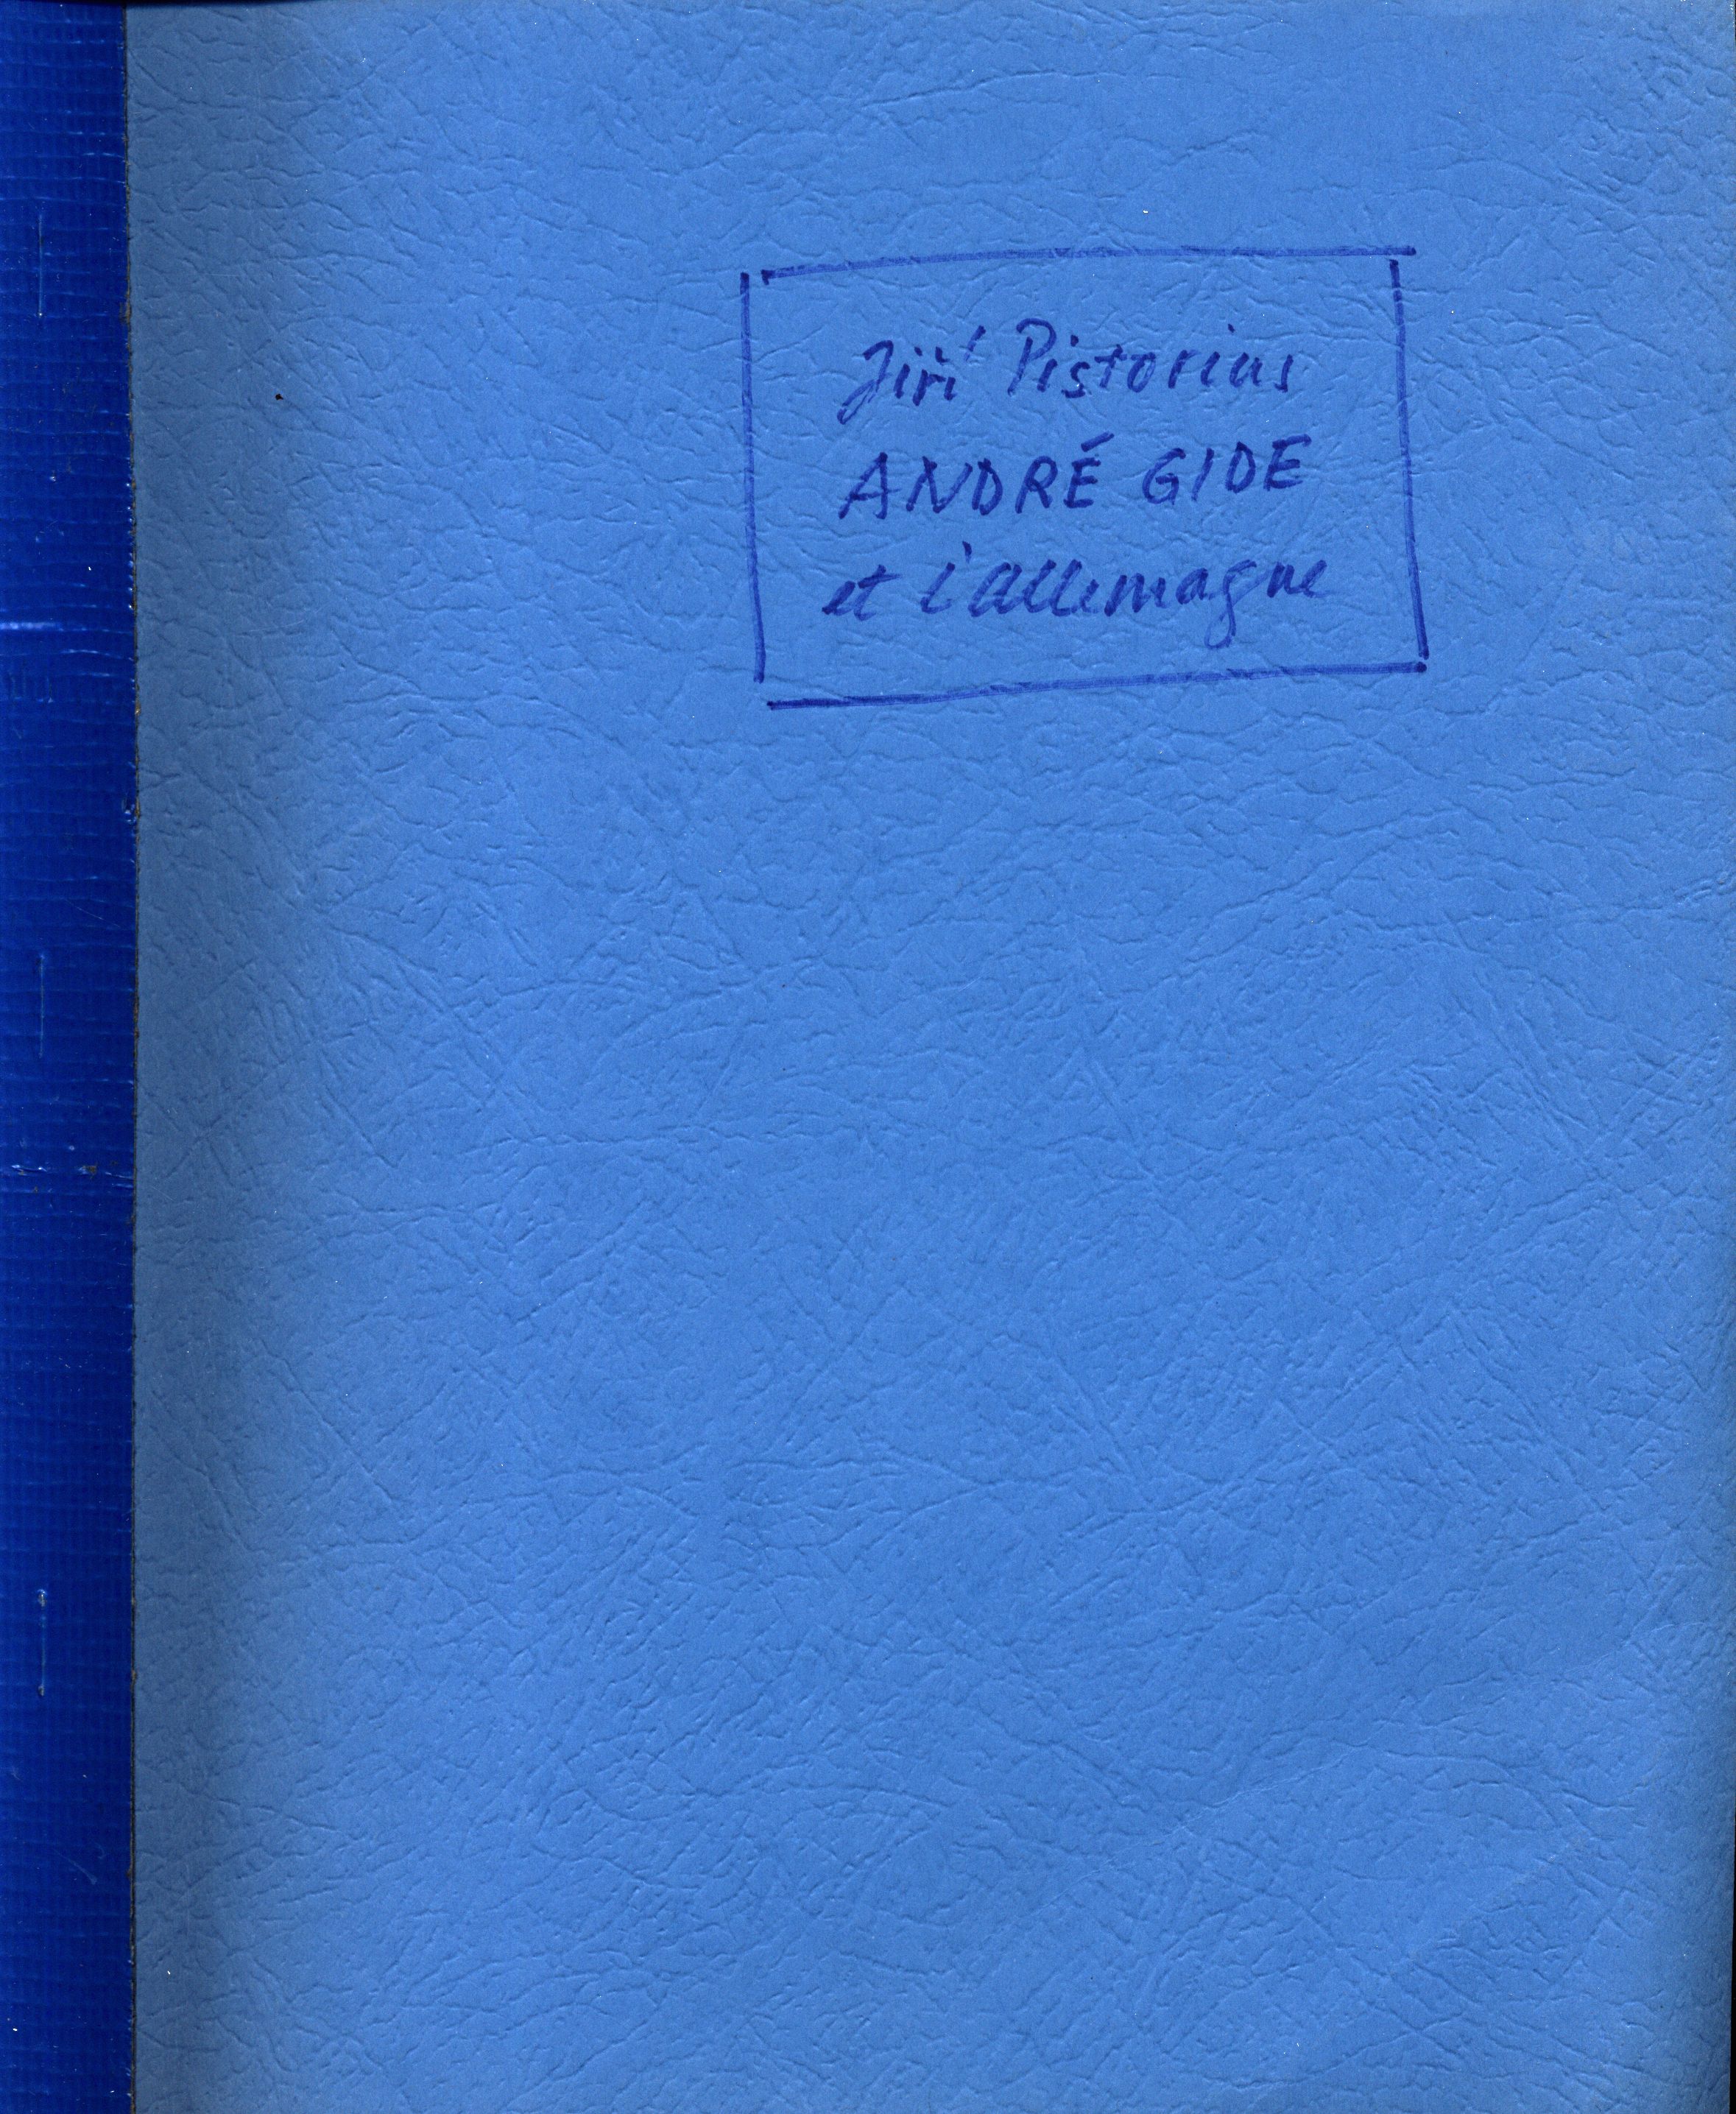 Jiří Pistorius
ANDRÉ GIDE
et l'allemagne